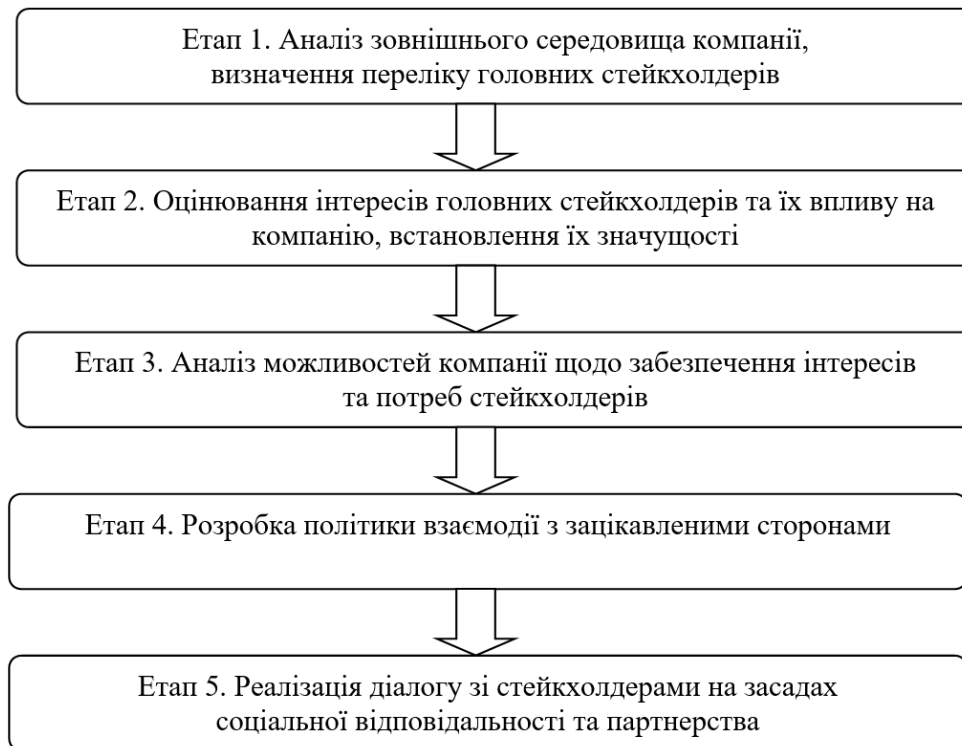 Етап 1. Аналіз зовнішнього середовища компанії,
визначення переліку головних стейкхолдерів
Етап 2. Оцінювання інтересів головних стейкхолдерів та їх впливу на
компанію, встановлення їх значущості
Етап 3. Аналіз можливостей компанії щодо забезпечення інтересів
та потреб стейкхолдерів
Етап 4. Розробка політики взаємодії з зацікавленими сторонами
Етап 5. Реалізація діалогу зі стейкхолдерами на засадах
соціальної відповідальності та партнерства